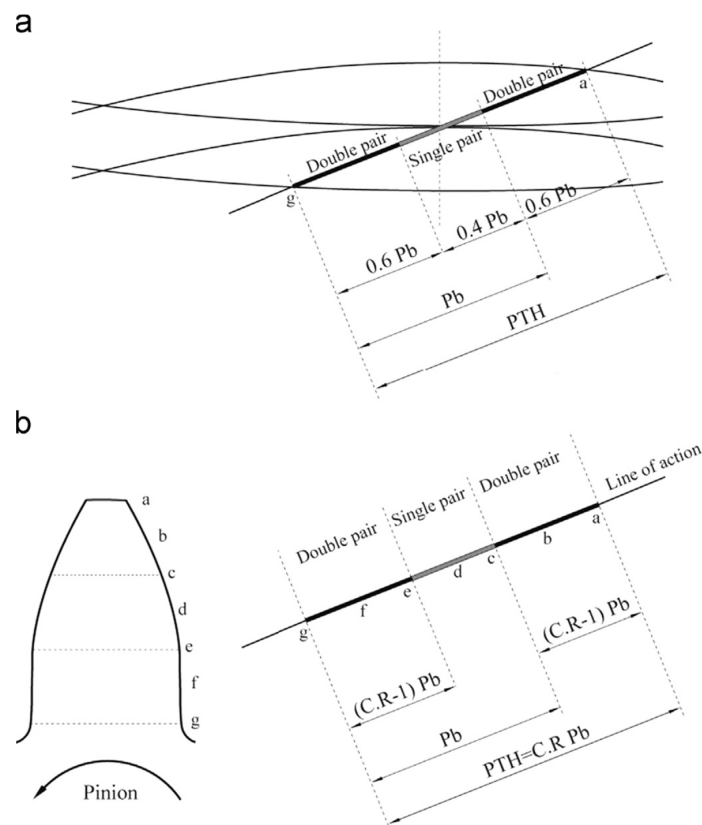 a
Double pair
a
Double pair
Single pair
g
0.6 Pb
0.4 Pb
0.6 Pb
Pb
PTH
b
a
b
c
d
e
f
g
Pinion
Double pair
Single pair
Double pair
Line of action
a
b
c
d
e
f
g
(C.R-1) Pb
(C.R-1) Pb
Pb
PTH=C.R Pb